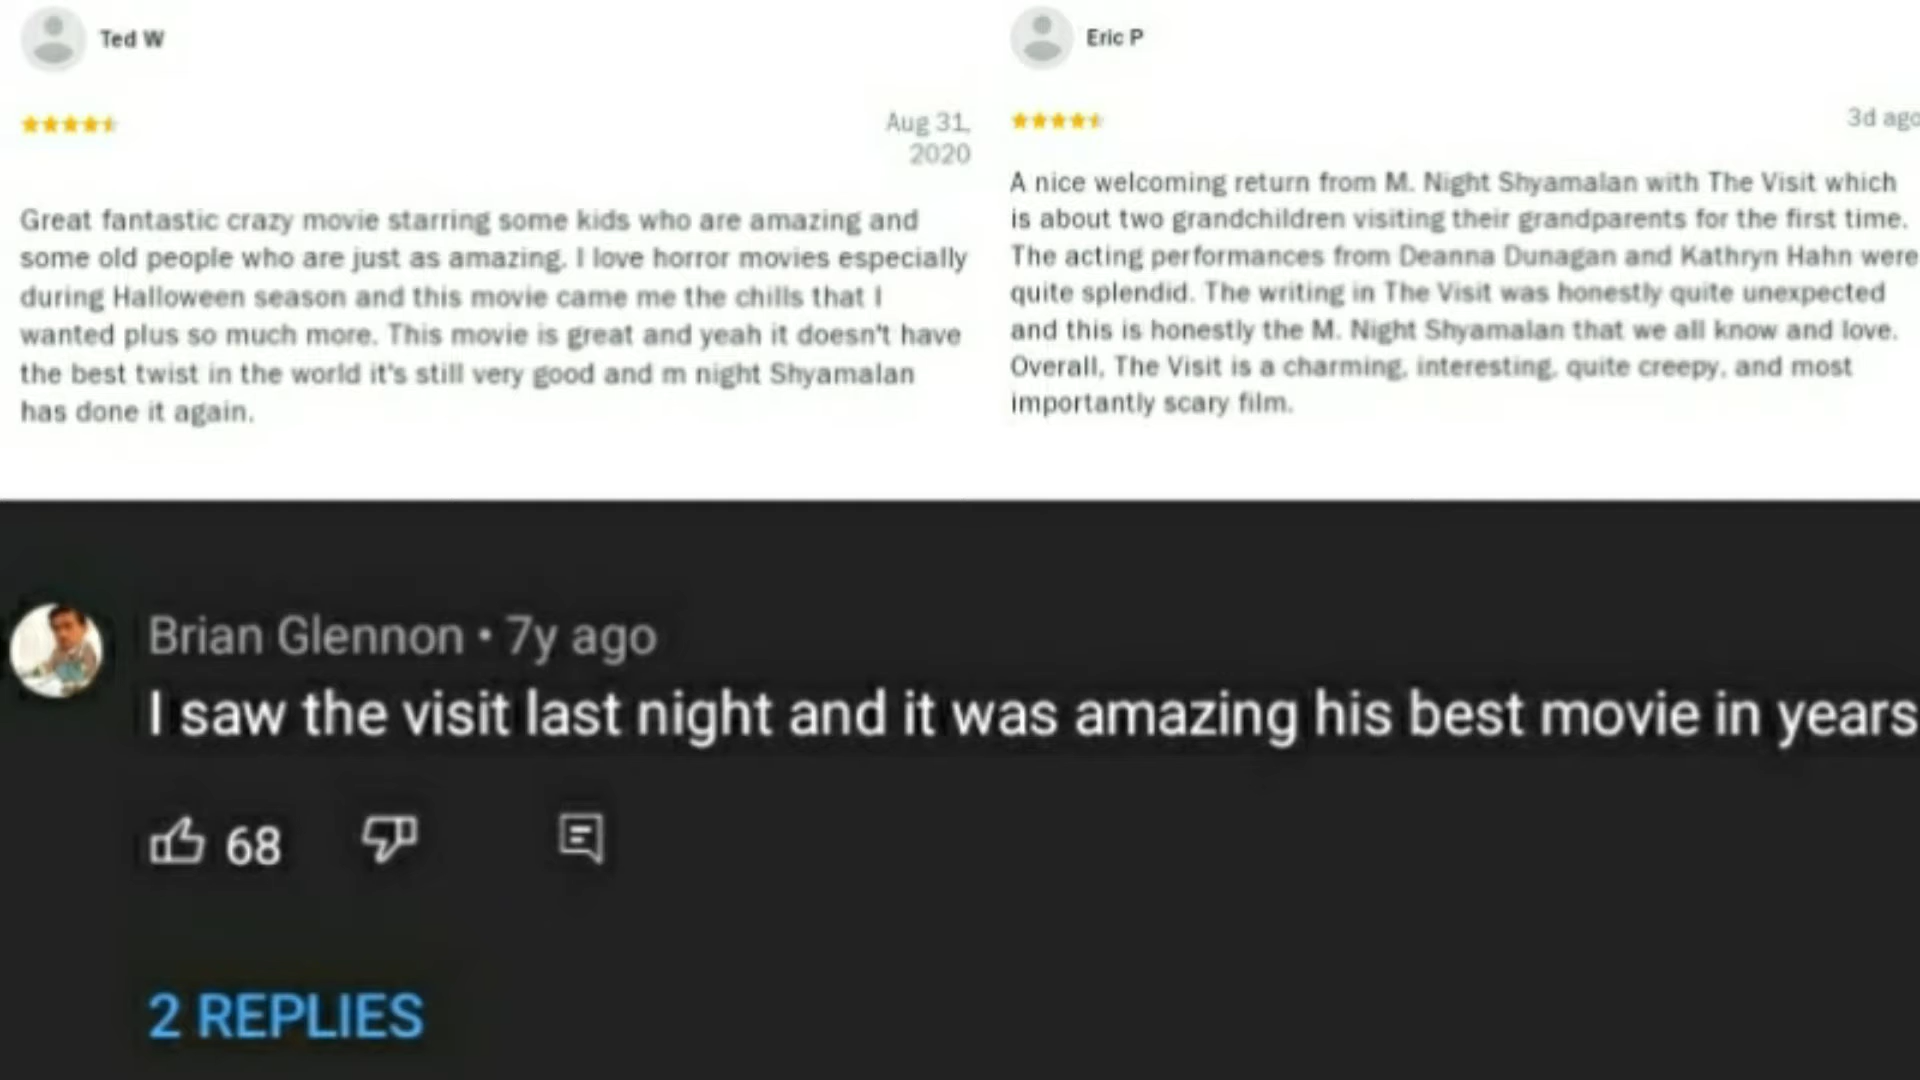 Ted W
Aug 31,
2020
Great fantastic crazy movie starring some kids who are amazing and
some old people who are just as amazing. I love horror movies especially
during Halloween season and this movie came me the chills that I
wanted plus so much more. This movie is great and yeah it doesn't have
the best twist in the world it's still very good and m night Shyamalan
has done it again.
Eric P
3d ago
A nice welcoming return from M. Night Shyamalan with The Visit which
is about two grandchildren visiting their grandparents for the first time.
The acting performances from Deanna Dunagan and Kathryn Hahn were
quite splendid. The writing in The Visit was honestly quite unexpected
and this is honestly the M. Night Shyamalan that we all know and love.
Overall, The Visit is a charming, interesting, quite creepy, and most
importantly scary film.
Brian Glennon • 7y ago
I saw the visit last night and it was amazing his best movie in years
68
2 REPLIES